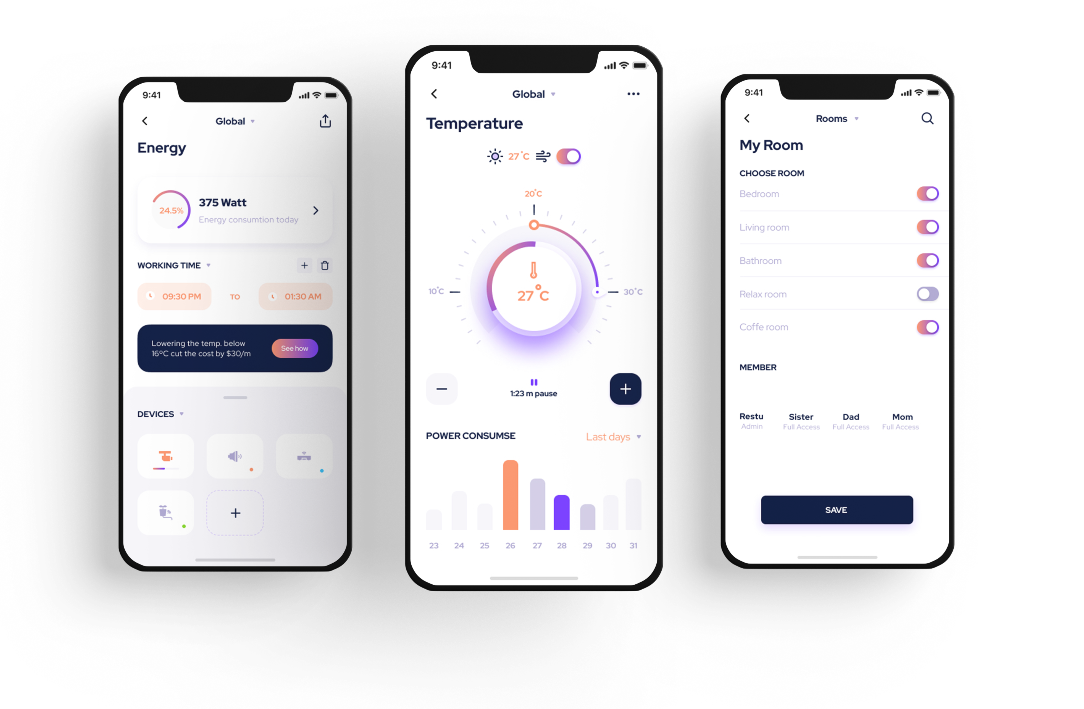 9:41
Global
Energy
24.5%
375 Watt
Energy consumtion today
WORKING TIME
09:30 PM
TO
01:30 AM
Lowering the temp. below
16ºC cut the cost by $30/m
See how
DEVICES
9:41
Global
Temperature
27°C
20°C
10°C
30°C
27°C
1:23 m pause
POWER CONSUMSE
Last days
23 24 25 26 27 28 29 30 31
9:41
Rooms
My Room
CHOOSE ROOM
Bedroom
Living room
Bathroom
Relax room
Coffe room
MEMBER
Restu Sister Dad Mom
Admin Full Access Full Access Full Access
SAVE